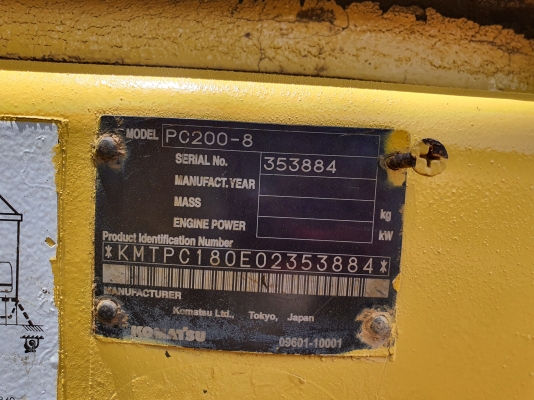 MODEL PC200-8
SERIAL No. 353884
MANUFACT. YEAR
MASS kg
ENGINE POWER kW
Product Identification Number
*KMTPC180E02353884*
MANUFACTURER
Komatsu Ltd., Tokyo, Japan
KOMATSU 09601-10001